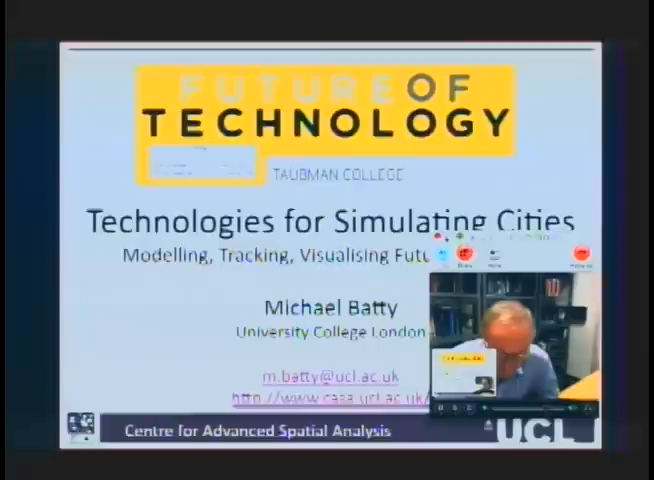 FUTURE OF
TECHNOLOGY
TAUBMAN COLLEGE
Technologies for Simulating Cities
Modelling, Tracking, Visualising
Michael Batty
University College London
m.batty@ucl.ac.uk
http://www.casa.ucl.ac.uk/
Centre for Advanced Spatial Analysis
UCL